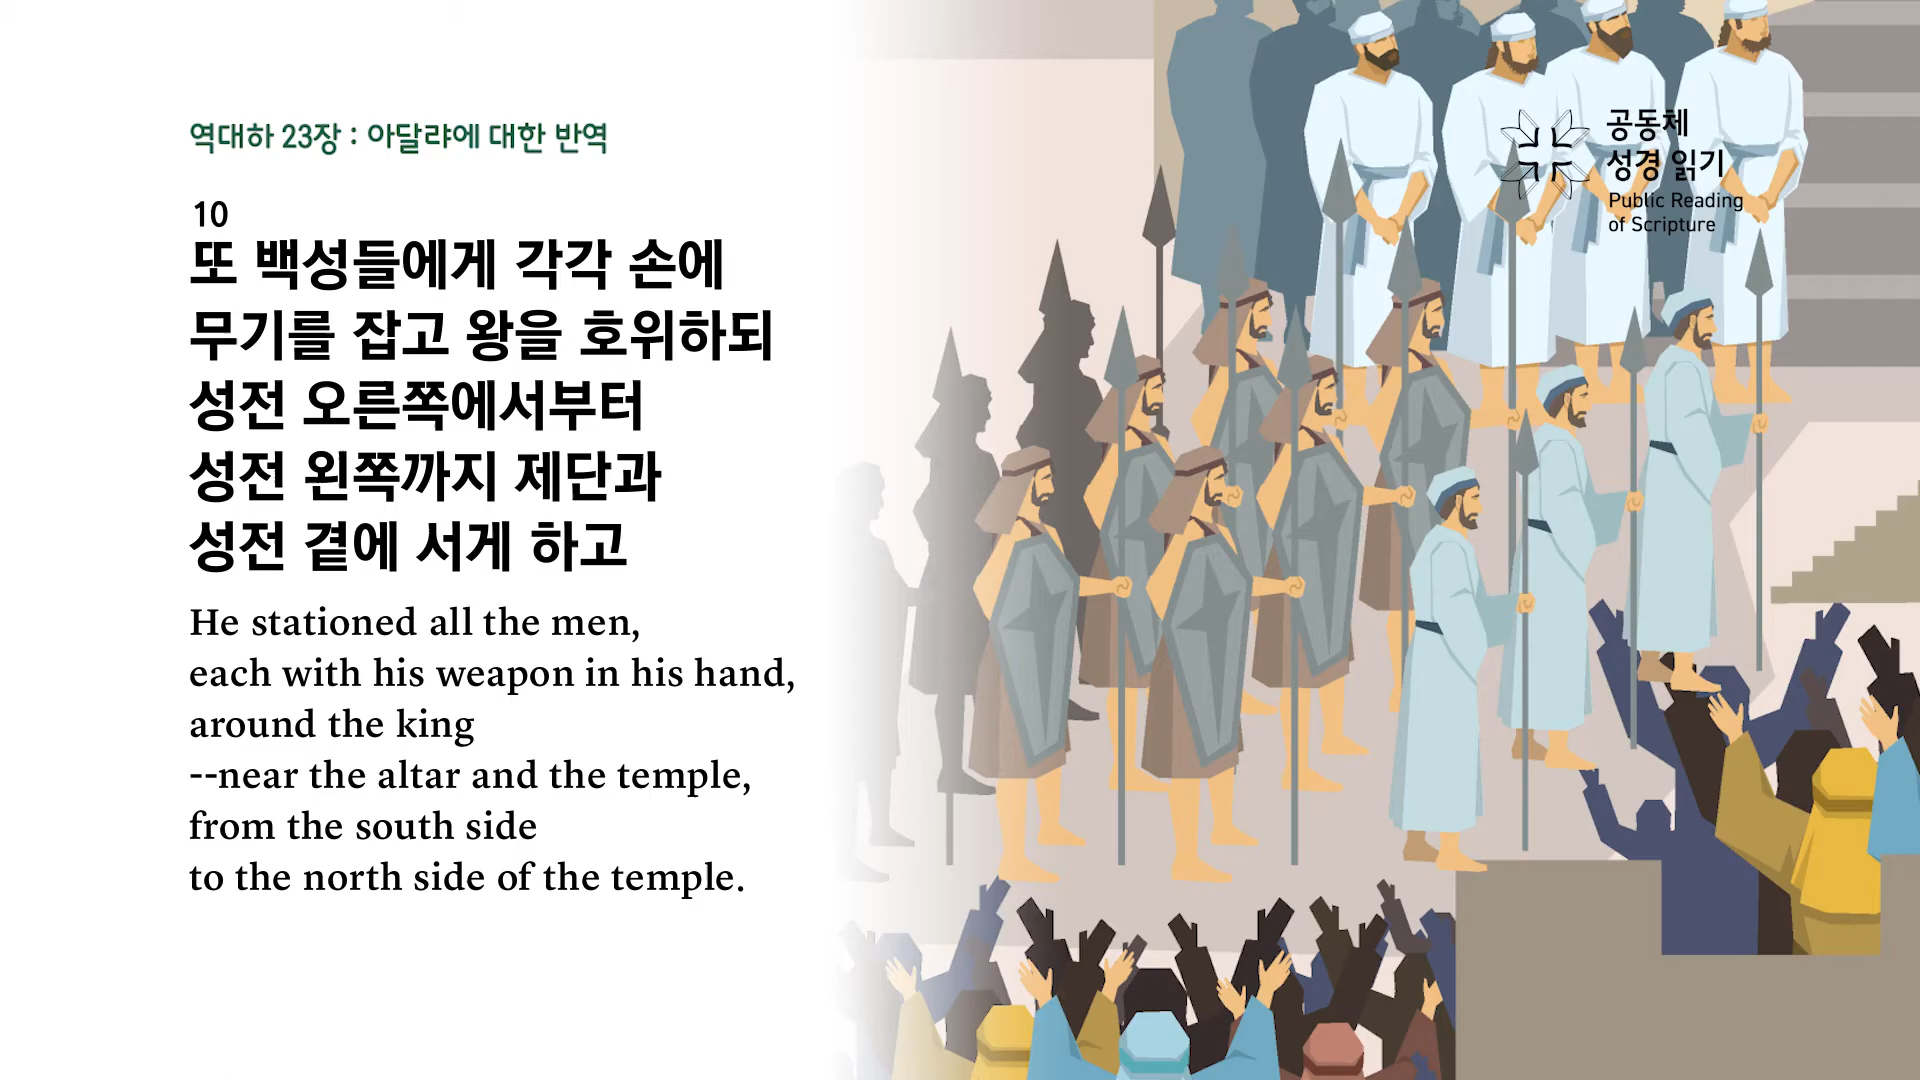 역대하 23장 : 아달랴에 대한 반역
10
또 백성들에게 각각 손에
무기를 잡고 왕을 호위하되
성전 오른쪽에서부터
성전 왼쪽까지 제단과
성전 곁에 서게 하고
He stationed all the men,
each with his weapon in his hand,
around the king
--near the altar and the temple,
from the south side
to the north side of the temple.
공동체
성경 읽기
Public Reading
of Scripture